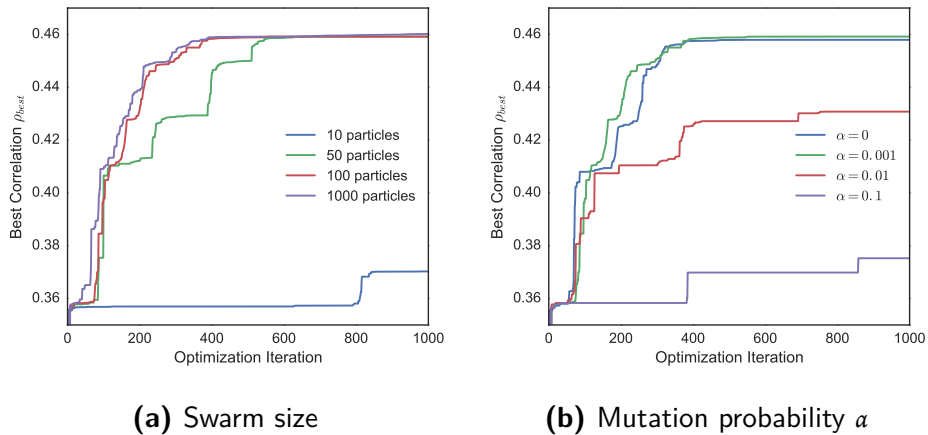 0.46
0.44
0.42
0.40
0.38
0.36
Best Correlation ρbest
10 particles
50 particles
100 particles
1000 particles
0 200 400 600 800 1000
Optimization Iteration
(a) Swarm size
0.46
0.44
0.42
0.40
0.38
0.36
Best Correlation ρbest
α = 0
α = 0.001
α = 0.01
α = 0.1
0 200 400 600 800 1000
Optimization Iteration
(b) Mutation probability α